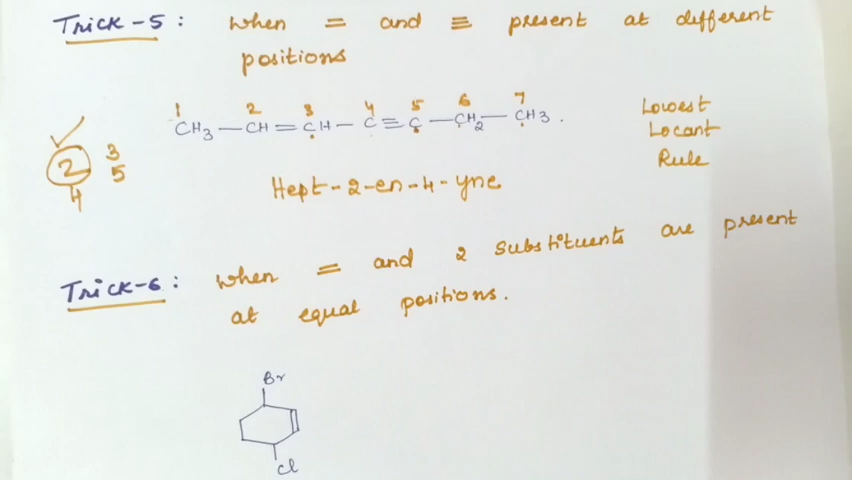 Trick-5: When = and ≡ present at different
positions
1 2 3 4 5 6 7
CH3-CH=CH-C≡C-CH2-CH3.
Lowest
Locant
Rule
2 3
4 5
Hept-2-en-4-yne
Trick-6: When = and 2 substituents are present
at equal positions.
Br
Cl